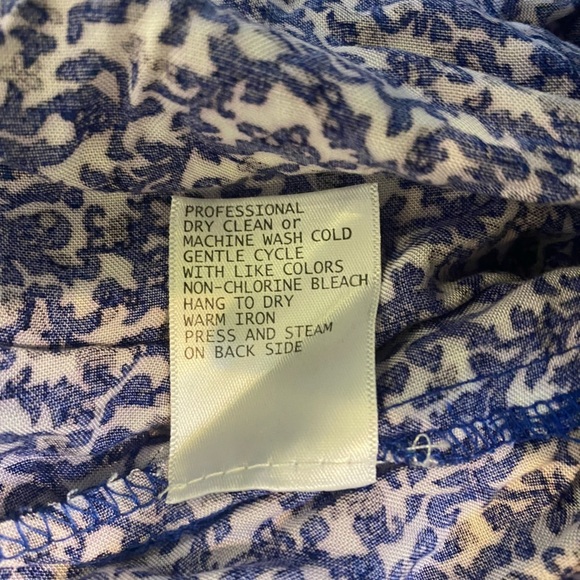 PROFESSIONAL
DRY CLEAN or
MACHINE WASH COLD
GENTLE CYCLE
WITH LIKE COLORS
NON-CHLORINE BLEACH
HANG TO DRY
WARM IRON
PRESS AND STEAM
ON BACK SIDE